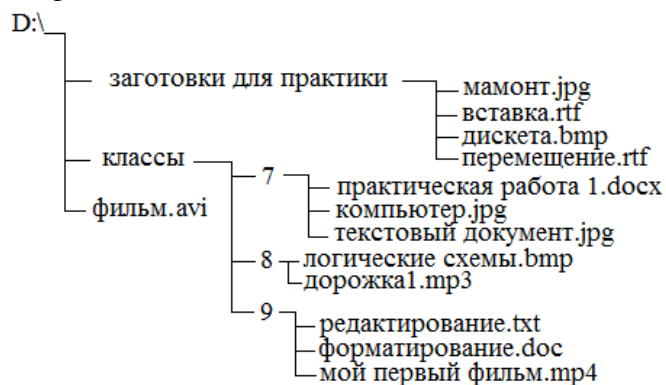 D:\
заготовки для практики
мамонт.jpg
вставка.rtf
дискета.bmp
перемещение.rtf
классы
7
практическая работа 1.docx
компьютер.jpg
текстовый документ.jpg
8
логические схемы.bmp
дорожка1.mp3
9
редактирование.txt
форматирование.doc
мой первый фильм.mp4
фильм.avi